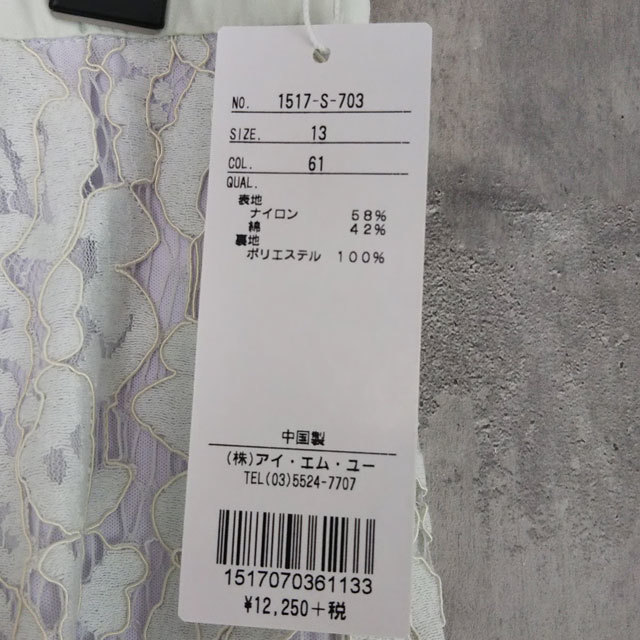 NO. 1517-S-703
SIZE. 13
COL. 61
QUAL.
表地
ナイロン 58%
綿 42%
裏地
ポリエステル 100%
中国製
(株)アイ・エム・ユー
TEL(03)5524-7707
1517070361133
¥12,250+税